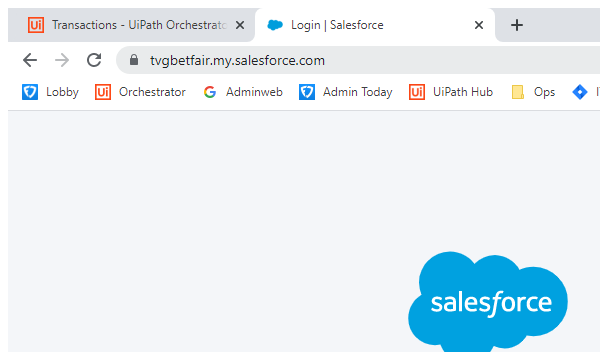 Transactions - UiPath Orchestrato
Login | Salesforce
tvgbetfair.my.salesforce.com
Lobby Ui Orchestrator G Adminweb Admin Today Ui UiPath Hub Ops
salesforce